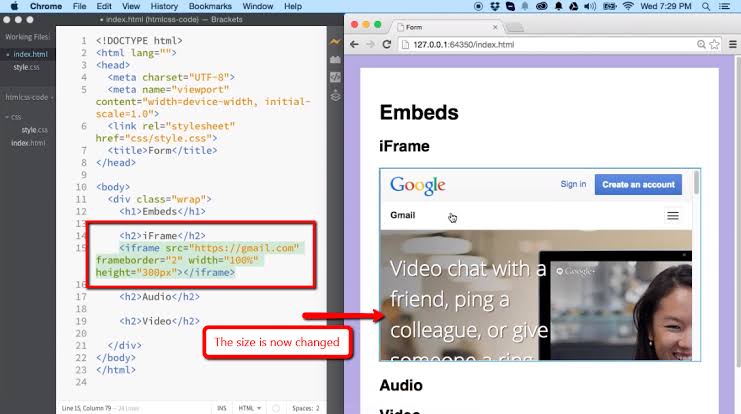 Chrome File Edit View History Bookmarks Window Help Wed 7:29 PM
index.html (htmlcss-code) — Brackets
Working Files
index.html
style.css
htmlcss-code
css
style.css
index.html
1 <!DOCTYPE html>
2 <html lang="">
3 <head>
4 <meta charset="UTF-8">
5 <meta name="viewport"
content="width=device-width, initial-
scale=1.0">
6 <link rel="stylesheet"
href="css/style.css">
7 <title>Form</title>
8 </head>
9
10 <body>
11 <div class="wrap">
12 <h1>Embeds</h1>
13
14 <h2>iFrame</h2>
15 <iframe src="https://gmail.com"
frameborder="2" width="100%"
height="300px"></iframe>
16
17 <h2>Audio</h2>
18
19 <h2>Video</h2>
20
21 </div>
22 </body>
23 </html>
24
Line 15, Column 79 — 24 lines
INS HTML Spaces: 2
Form
127.0.0.1:64350/index.html
Embeds
iFrame
Google Sign in Create an account
Gmail
Video chat with a
friend, ping a
colleague, or give
someone a ring
Google+
Audio
Video
The size is now changed